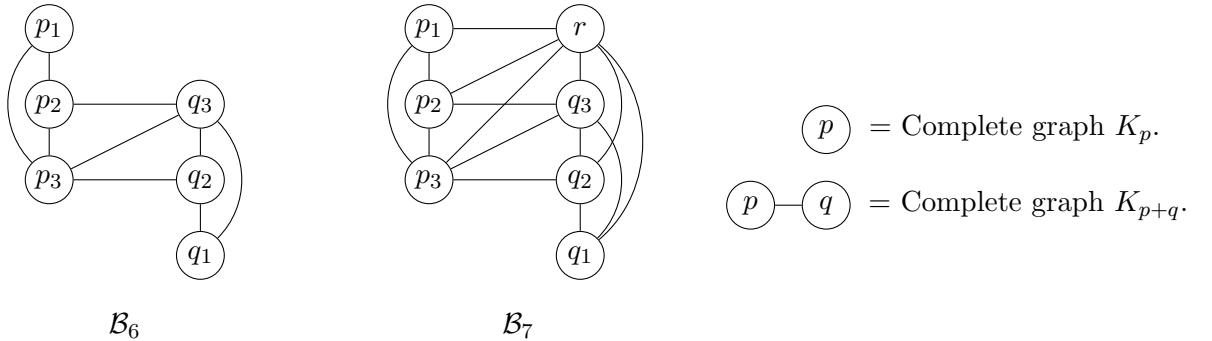 p₁
p₂ q₃
p₃ q₂
q₁
ℬ₆
p₁ r
p₂ q₃
p₃ q₂
q₁
ℬ₇
p = Complete graph Kₚ.
p q = Complete graph Kₚ₊q.